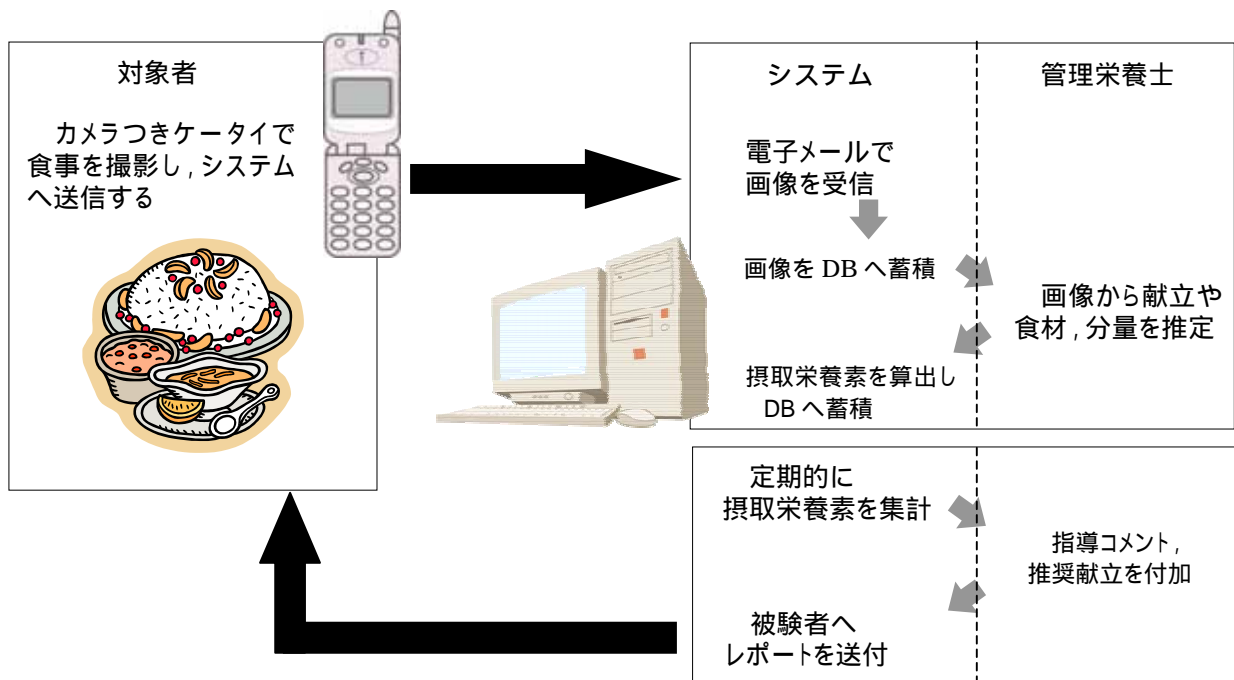 対象者
カメラつきケータイで
食事を撮影し,システム
へ送信する
システム
電子メールで
画像を受信
画像を DB へ蓄積
摂取栄養素を算出し
DB へ蓄積
管理栄養士
画像から献立や
食材,分量を推定
定期的に
摂取栄養素を集計
指導コメント,
推奨献立を付加
被験者へ
レポートを送付